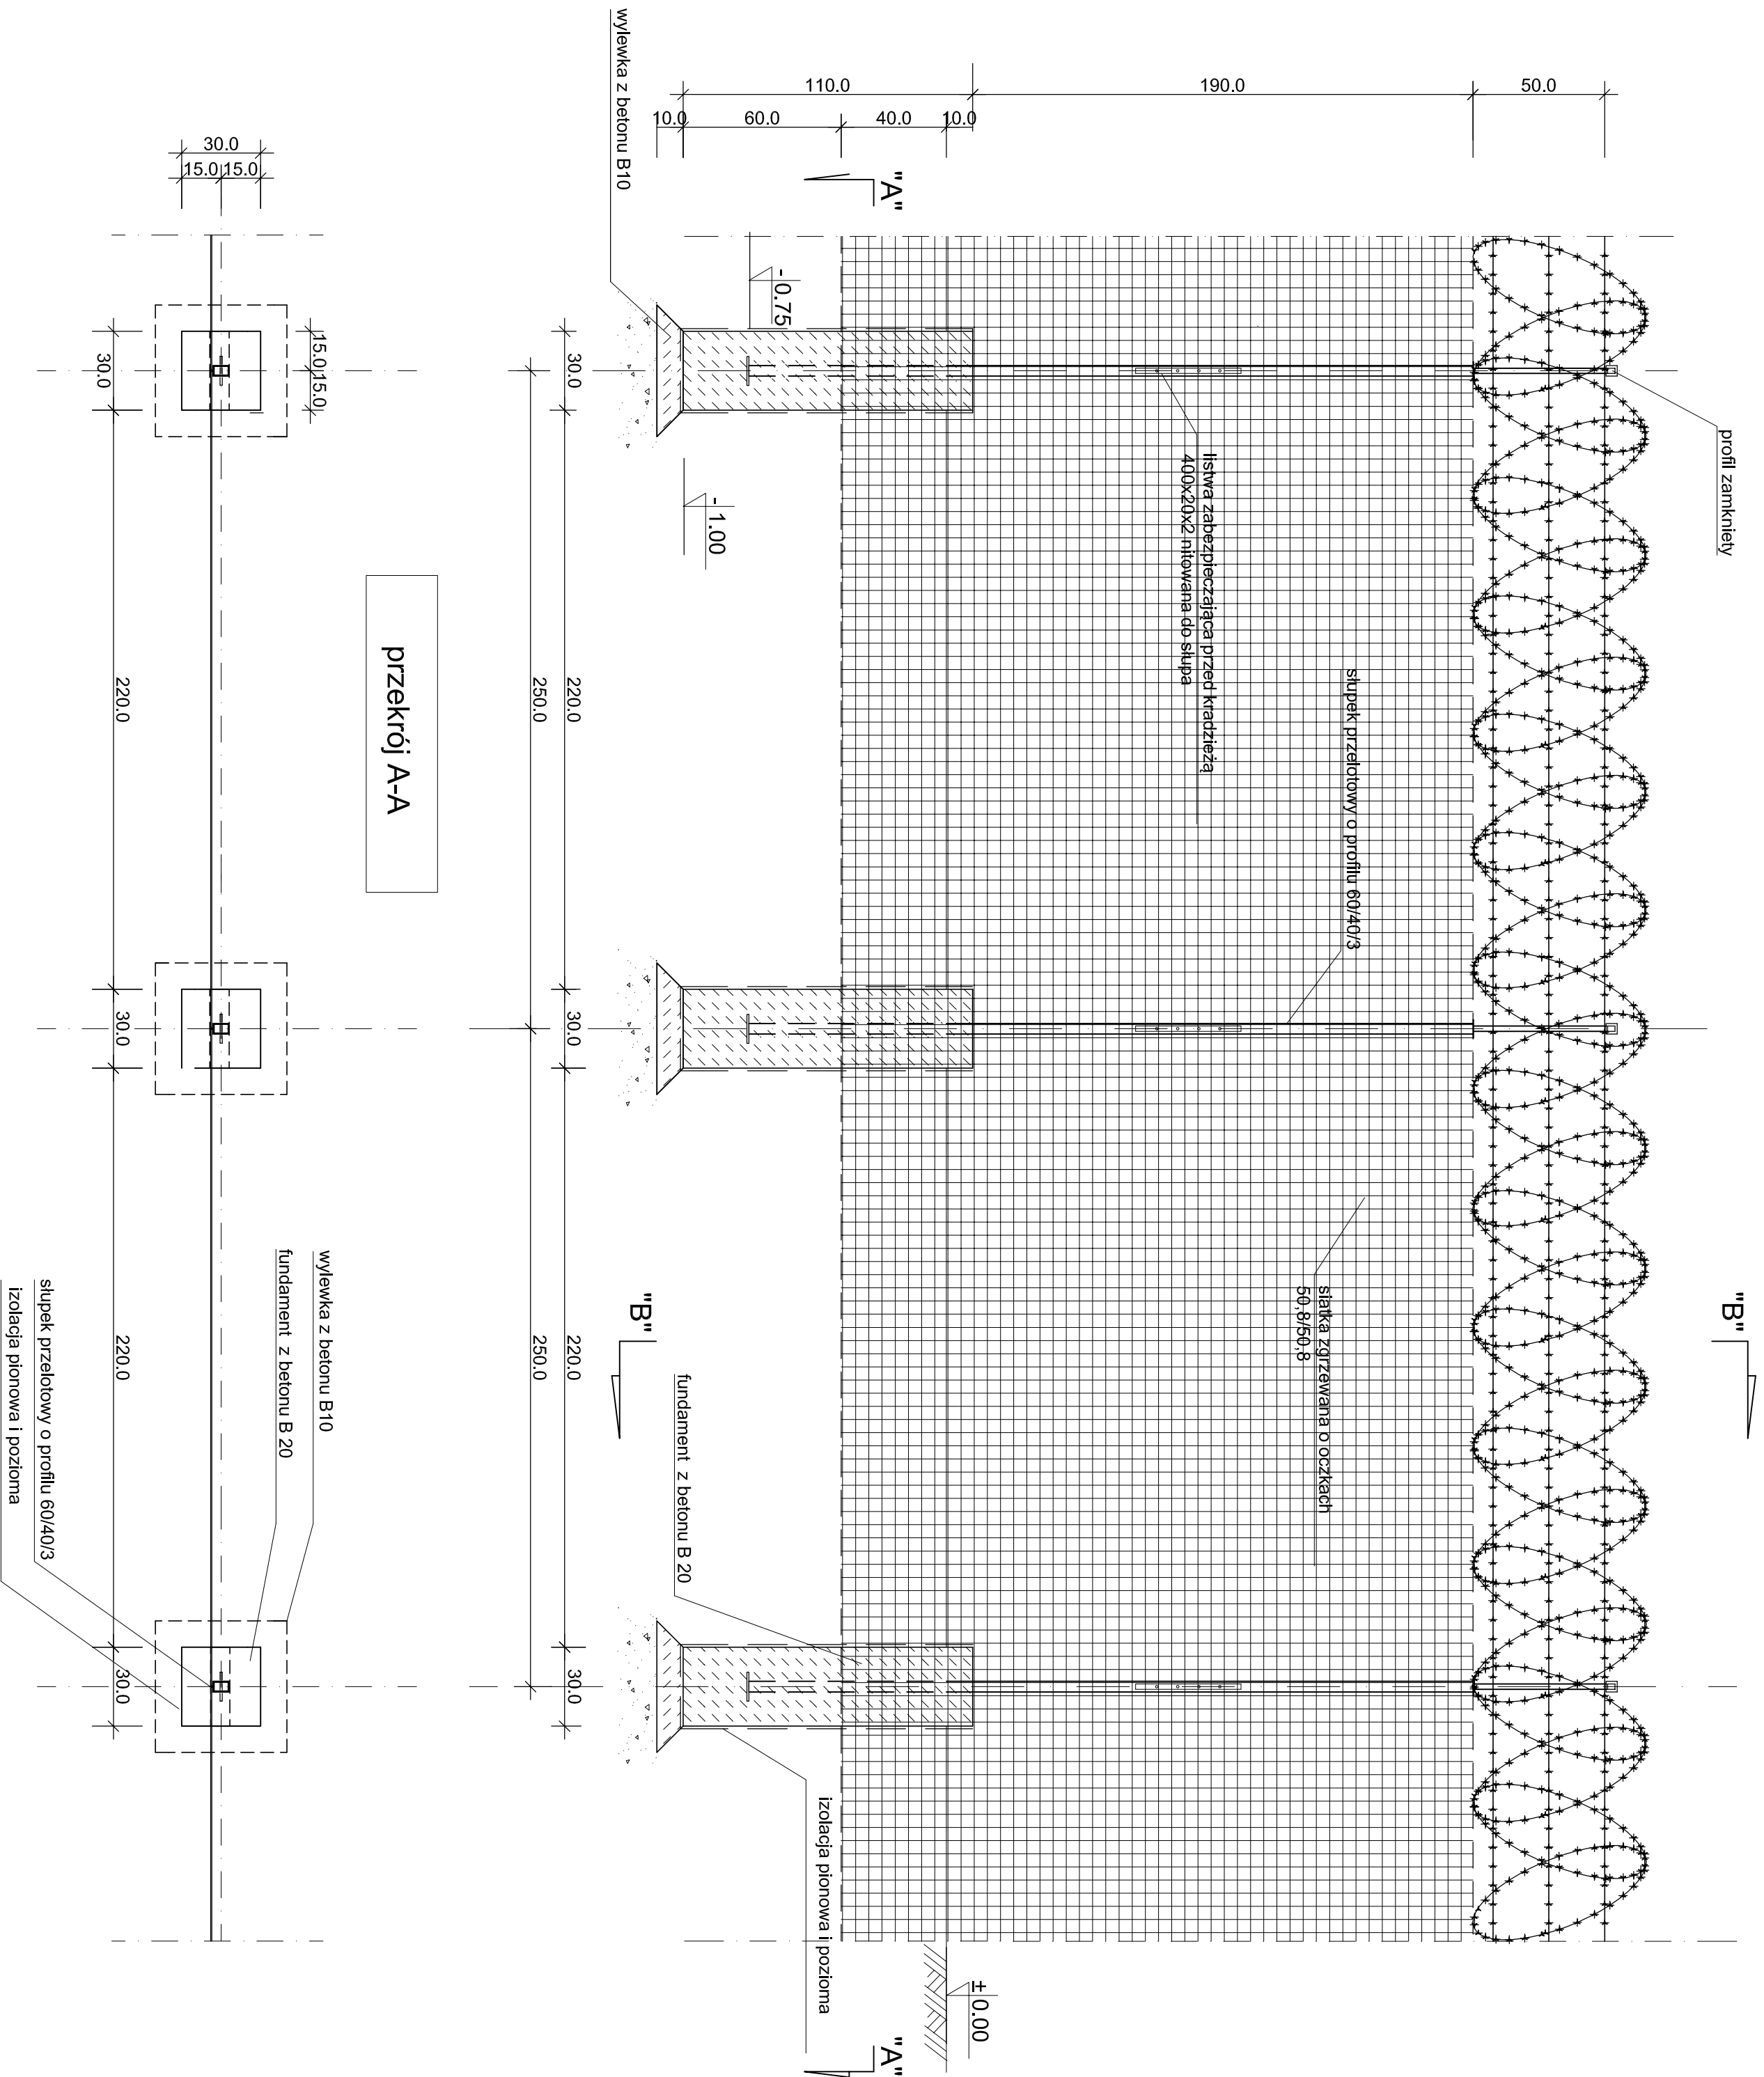 "B"
profil zamkniety
50.0
190.0
110.0
10.0
40.0
60.0
10.0
słupek przelotowy o profilu 60/40/3
siatka zgrzewana o oczkach
50,8/50,8
listwa zabezpieczająca przed kradzieżą
400x20x2 nitowana do słupa
±0.00
"A"
"A"
izolacja pionowa i pozioma
-0.75
-1.00
fundament z betonu B 20
"B"
wylewka z betonu B10
30.0
220.0
30.0
220.0
30.0
250.0
250.0
przekrój A-A
15.0
15.0
wylewka z betonu B10
fundament z betonu B 20
30.0
15.0
15.0
30.0
220.0
30.0
220.0
30.0
słupek przelotowy o profilu 60/40/3
izolacja pionowa i pozioma